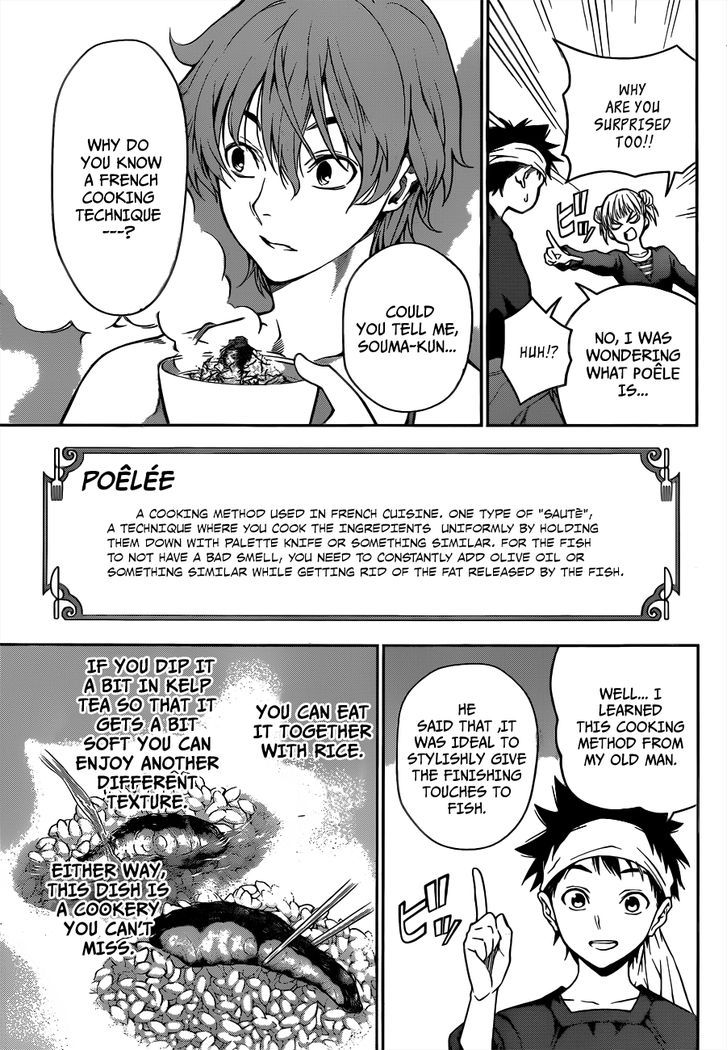 WHY
ARE YOU
SURPRISED
TOO!!
ビッ
HUH!?
NO, I WAS
WONDERING
WHAT POÊLE
IS...
WHY DO
YOU KNOW
A FRENCH
COOKING
TECHNIQUE
---?
COULD
YOU TELL ME,
SOUMA-KUN...
POÊLÉE
A COOKING METHOD USED IN FRENCH CUISINE. ONE TYPE OF "SAUTÈ",
A TECHNIQUE WHERE YOU COOK THE INGREDIENTS UNIFORMLY BY HOLDING
THEM DOWN WITH PALETTE KNIFE OR SOMETHING SIMILAR. FOR THE FISH
TO NOT HAVE A BAD SMELL, YOU NEED TO CONSTANTLY ADD OLIVE OIL OR
SOMETHING SIMILAR WHILE GETTING RID OF THE FAT RELEASED BY THE FISH.
WELL... I
LEARNED
THIS COOKING
METHOD FROM
MY OLD MAN.
HE
SAID THAT ,IT
WAS IDEAL TO
STYLISHLY GIVE
THE FINISHING
TOUCHES TO
FISH.
ビッ
YOU CAN EAT
IT TOGETHER
WITH RICE.
IF YOU DIP IT
A BIT IN KELP
TEA SO THAT IT
GETS A BIT
SOFT YOU CAN
ENJOY ANOTHER
DIFFERENT
TEXTURE.
EITHER WAY,
THIS DISH IS
A COOKERY
YOU CAN'T
MISS.